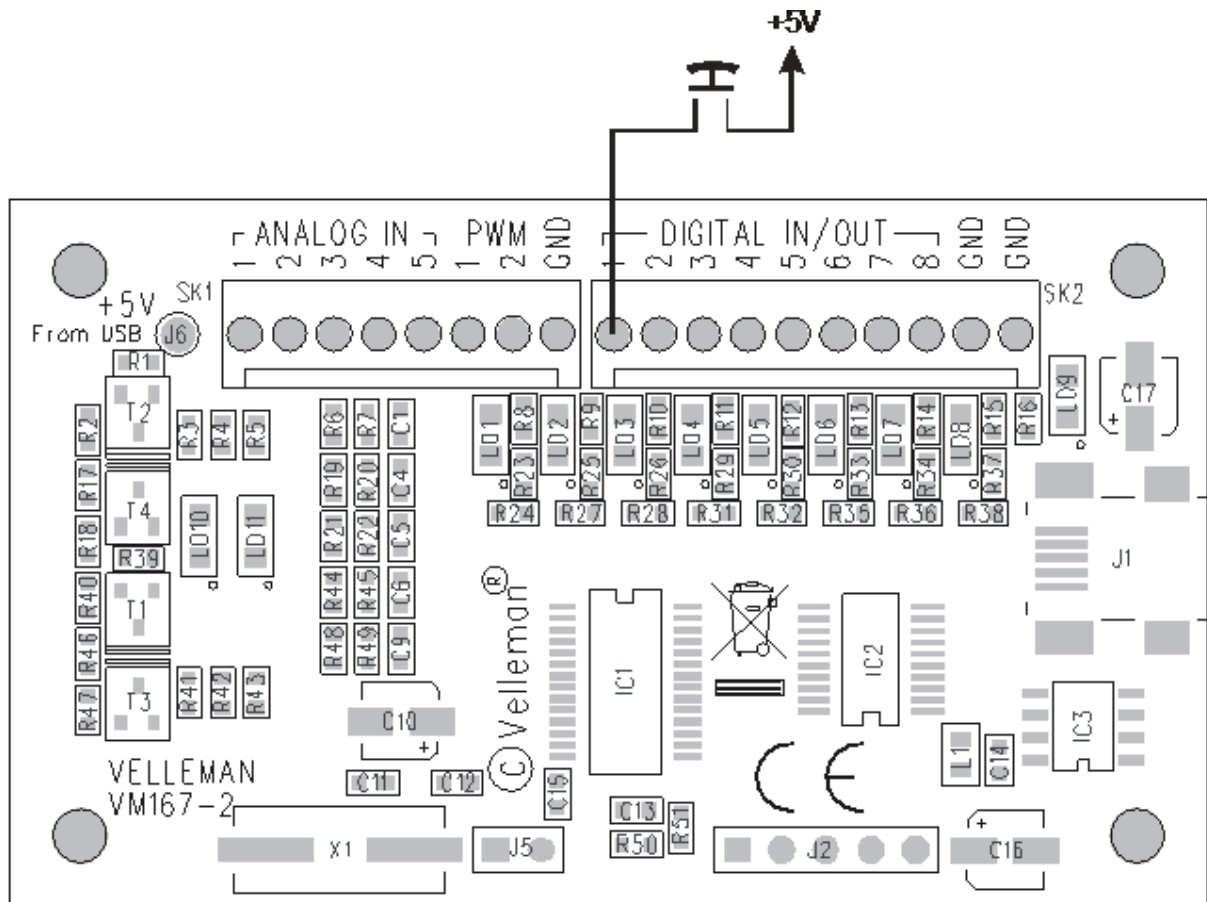 +5V
ANALOG IN PWM GND DIGITAL IN/OUT GND GND
1 2 3 4 5 1 2 1 2 3 4 5 6 7 8
SK1 SK2
+5V
From USB J6
R1
T2
R2 R3 R4 R5 R6 R7 C1
LD1 R8 LD2 R9 LD3 R10 LD4 R11 LD5 R12 LD6 R13 LD7 R14 LD8 R15 R16 LD9 C17 +
R17 R19 R20 C4 R23 R25 R26 R29 R30 R33 R34 R37
T4
R24 R27 R28 R31 R32 R35 R36 R38
R18 LD10 LD11 R21 R22 C5
R39
J1
R40 T1 R44 R45 C6
R46 R48 R49 C9
© Velleman®
IC1 IC2
R47 T3 R41 R42 R43
C10 +
IC3
L1 C14
VELLEMAN
VM167-2
C11 C12 C15
CE
C13 R51
R50
X1 J5 J2 + C16